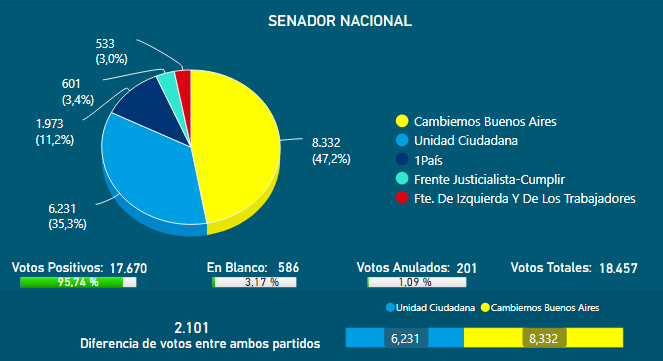 SENADOR NACIONAL
533
(3,0%)
601
(3,4%)
1.973
(11,2%)
8.332
(47,2%)
6.231
(35,3%)
Cambiemos Buenos Aires
Unidad Ciudadana
1País
Frente Justicialista-Cumplir
Fte. De Izquierda Y De Los Trabajadores
Votos Positivos: 17.670
95,74 %
En Blanco: 586
3,17 %
Votos Anulados: 201
1,09 %
Votos Totales: 18.457
Unidad Ciudadana Cambiemos Buenos Aires
2.101
Diferencia de votos entre ambos partidos
6,231 8,332